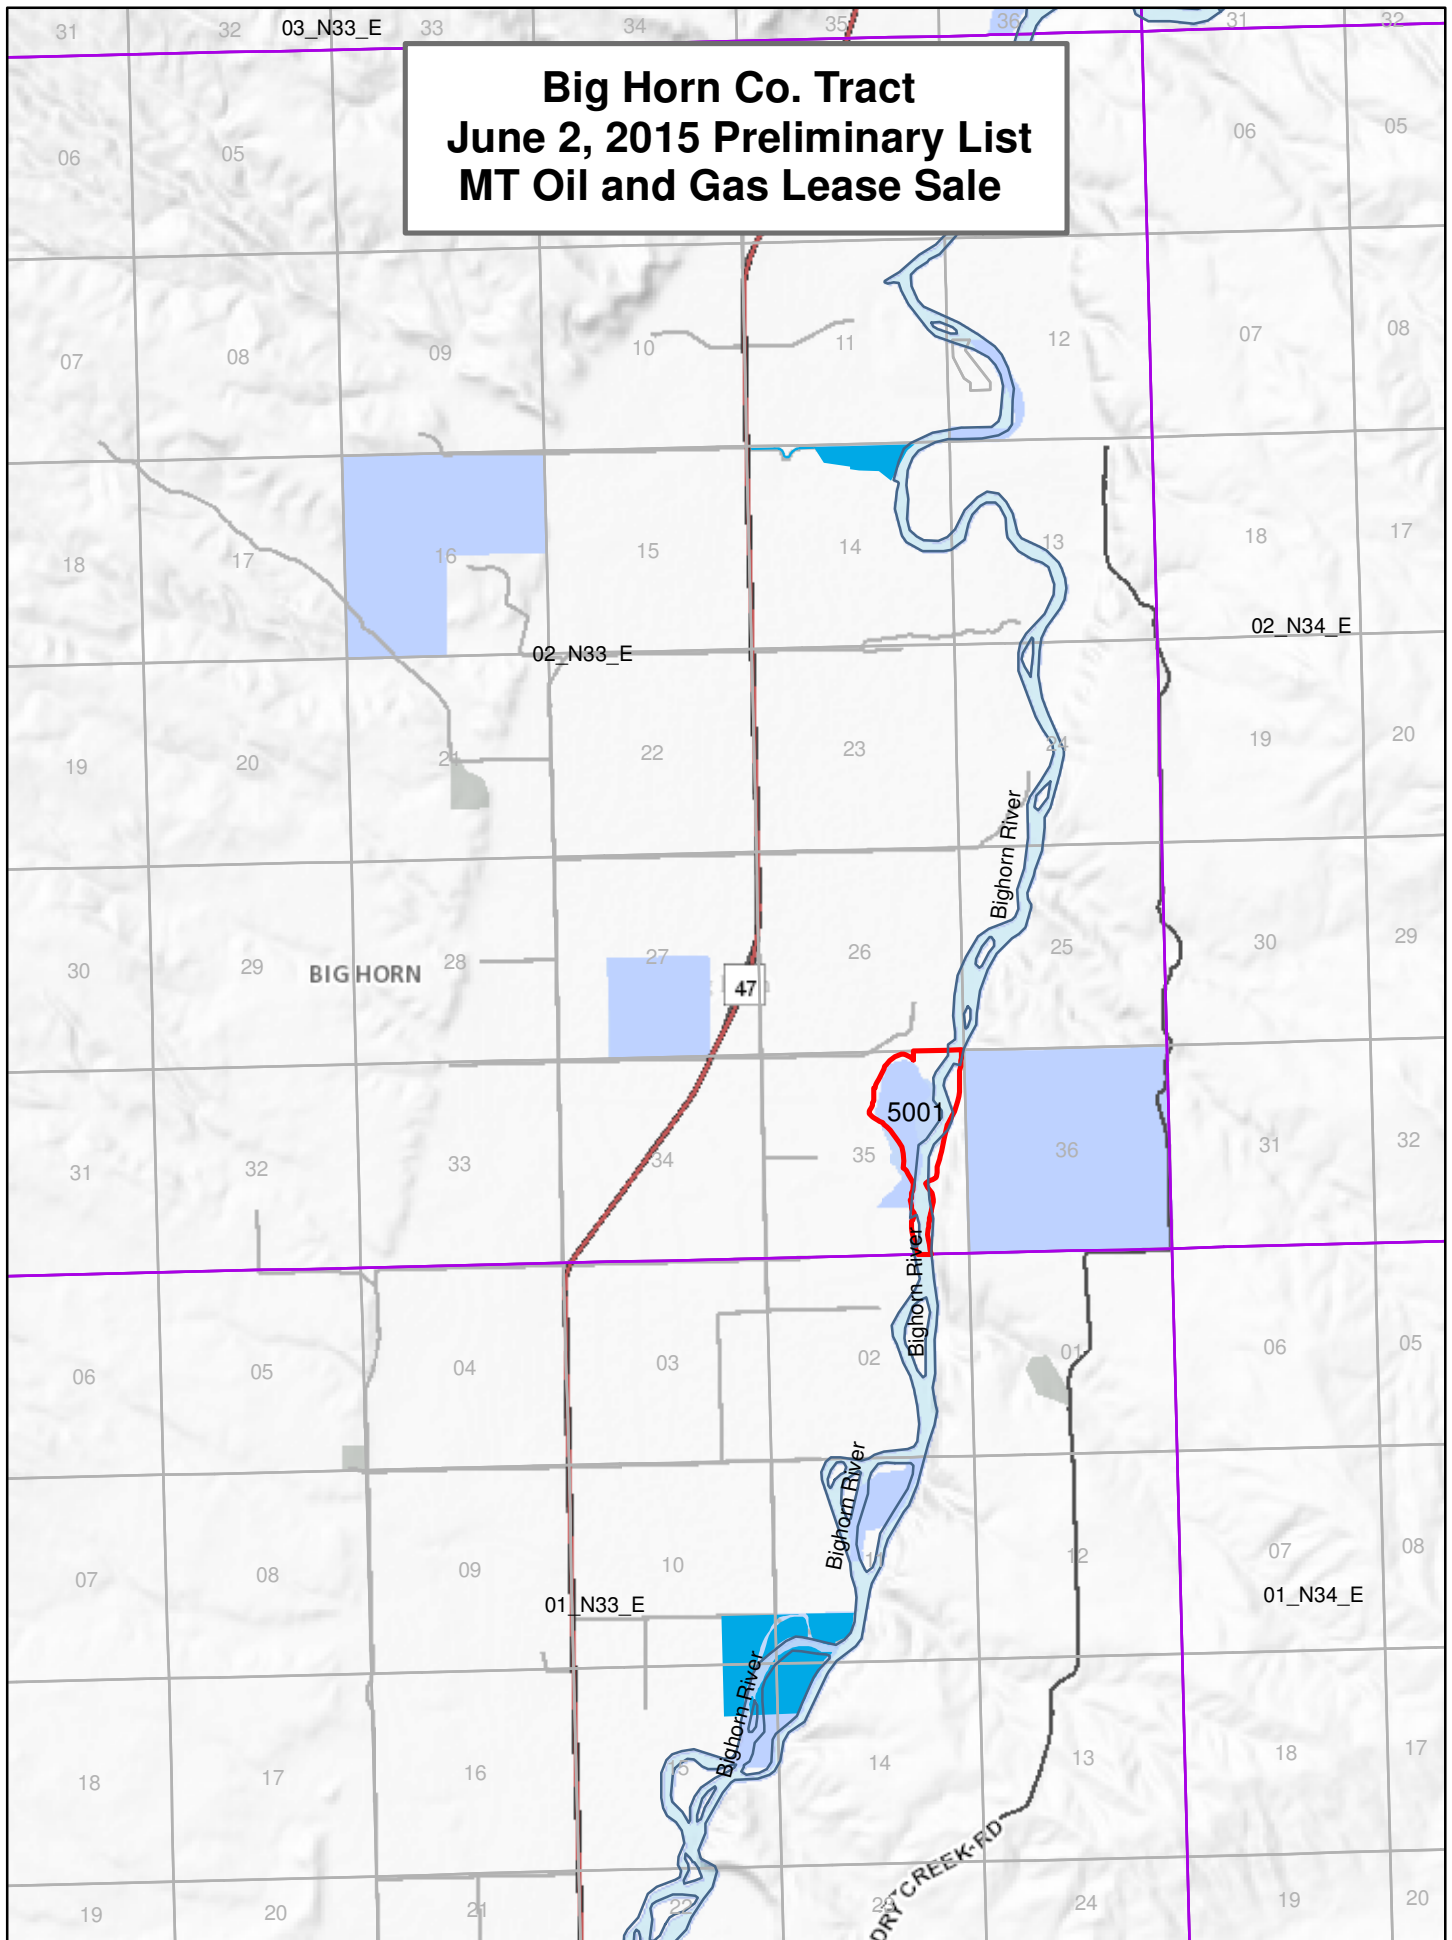 31 32 03_N33_E 33 34 35 36 31 32
Big Horn Co. Tract
June 2, 2015 Preliminary List
MT Oil and Gas Lease Sale
06 05 06 05
07 08 09 10 11 12 07 08
18 17 16 15 14 13 18 17
02_N33_E 02_N34_E
19 20 21 22 23 24 19 20
Bighorn River
30 29 BIG HORN 28 27 26 25 30 29
47
5001
31 32 33 34 35 36 31 32
Bighorn River
06 05 04 03 02 01 06 05
Bighorn River
07 08 09 10 11 12 07 08
01_N33_E 01_N34_E
Bighorn River
18 17 16 15 14 13 18 17
DRY CREEK RD
19 20 21 22 23 24 19 20